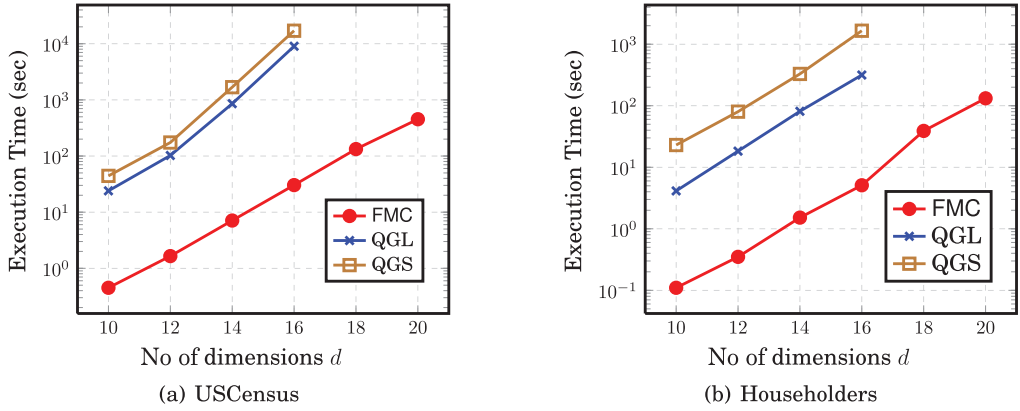 Execution Time (sec)
10^4
10^3
10^2
10^1
10^0
FMC
QGL
QGS
10 12 14 16 18 20
No of dimensions d
(a) USCensus
Execution Time (sec)
10^3
10^2
10^1
10^0
10^−1
FMC
QGL
QGS
10 12 14 16 18 20
No of dimensions d
(b) Householders